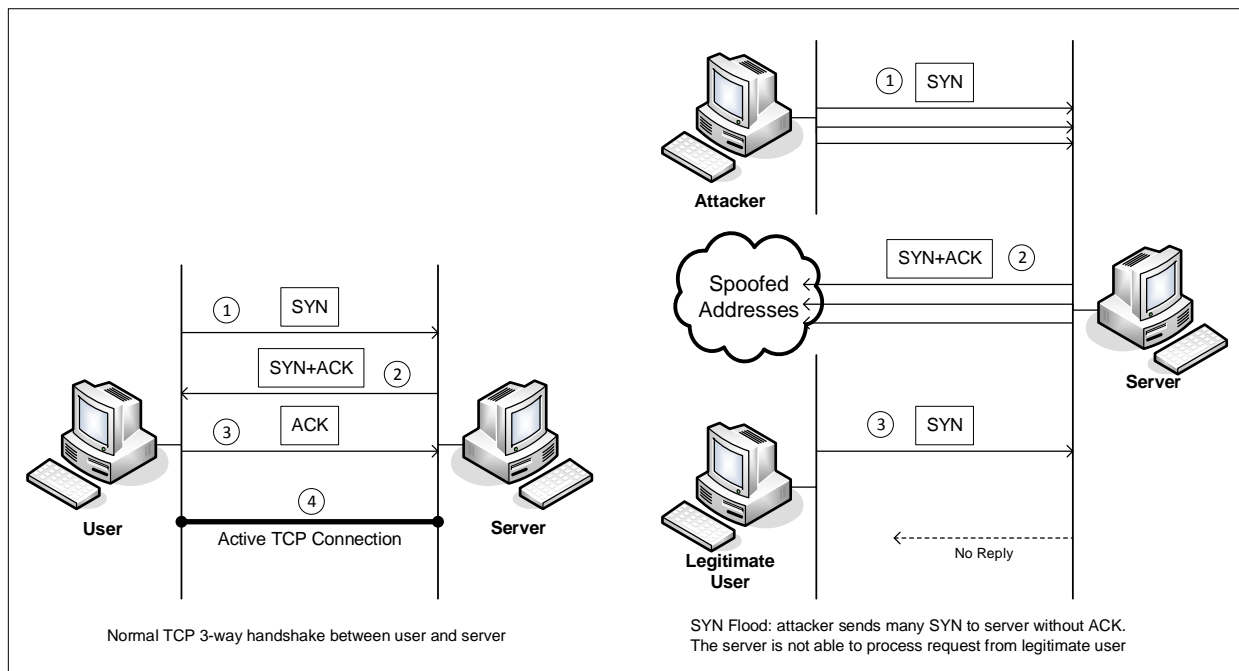 1 SYN
SYN+ACK 2
3 ACK
4
User
Server
Active TCP Connection
Normal TCP 3-way handshake between user and server
1 SYN
Attacker
SYN+ACK 2
Spoofed
Addresses
Server
3 SYN
Legitimate
User
No Reply
SYN Flood: attacker sends many SYN to server without ACK.
The server is not able to process request from legitimate user